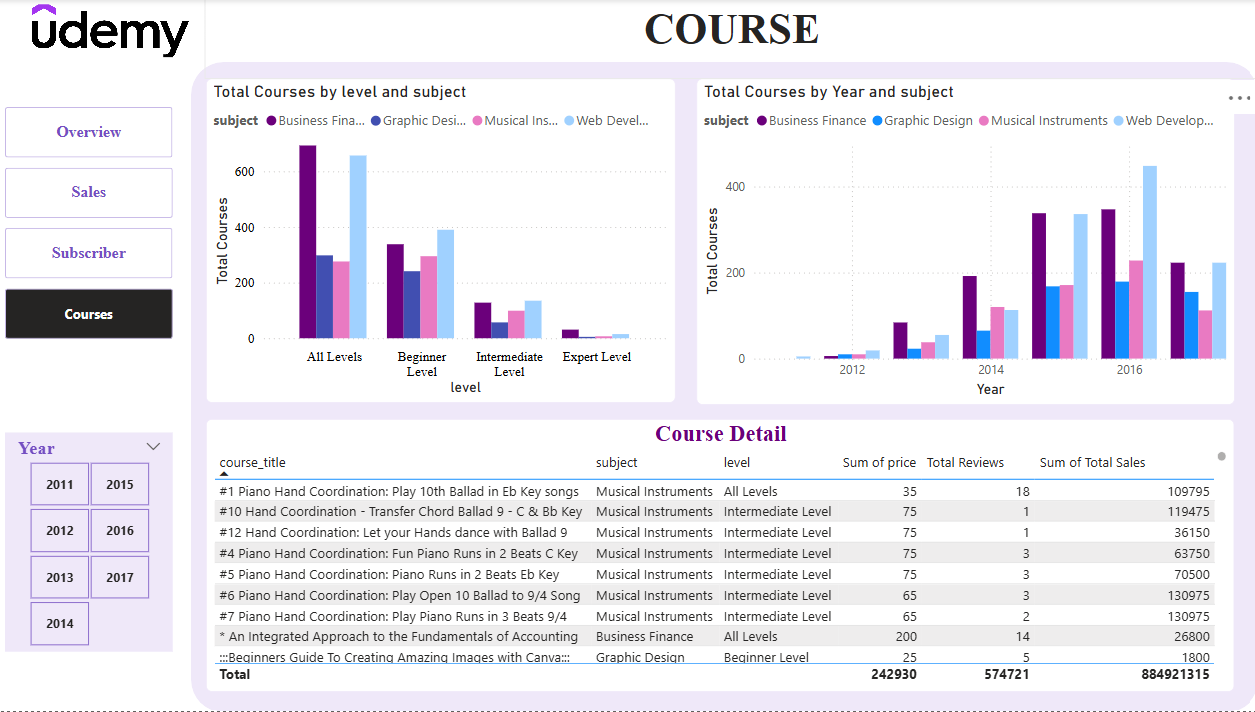 udemy
COURSE
Overview
Sales
Subscriber
Courses
Year
2011 2015
2012 2016
2013 2017
2014
Total Courses by level and subject
subject Business Fina... Graphic Desi... Musical Ins... Web Devel...
Total Courses
600
400
200
0
All Levels Beginner Level Intermediate Level Expert Level
level
Total Courses by Year and subject
subject Business Finance Graphic Design Musical Instruments Web Develop...
Total Courses
400
200
0
2012 2014 2016
Year
Course Detail
course_title subject level Sum of price Total Reviews Sum of Total Sales
#1 Piano Hand Coordination: Play 10th Ballad in Eb Key songs Musical Instruments All Levels 35 18 109795
#10 Hand Coordination - Transfer Chord Ballad 9 - C & Bb Key Musical Instruments Intermediate Level 75 1 119475
#12 Hand Coordination: Let your Hands dance with Ballad 9 Musical Instruments Intermediate Level 75 1 36150
#4 Piano Hand Coordination: Fun Piano Runs in 2 Beats C Key Musical Instruments Intermediate Level 75 3 63750
#5 Piano Hand Coordination: Piano Runs in 2 Beats Eb Key Musical Instruments Intermediate Level 75 3 70500
#6 Piano Hand Coordination: Play Open 10 Ballad to 9/4 Song Musical Instruments Intermediate Level 65 3 130975
#7 Piano Hand Coordination: Play Piano Runs in 3 Beats 9/4 Musical Instruments Intermediate Level 65 2 130975
* An Integrated Approach to the Fundamentals of Accounting Business Finance All Levels 200 14 26800
:::Beginners Guide To Creating Amazing Images with Canva::: Graphic Design Beginner Level 25 5 1800
Total 242930 574721 884921315